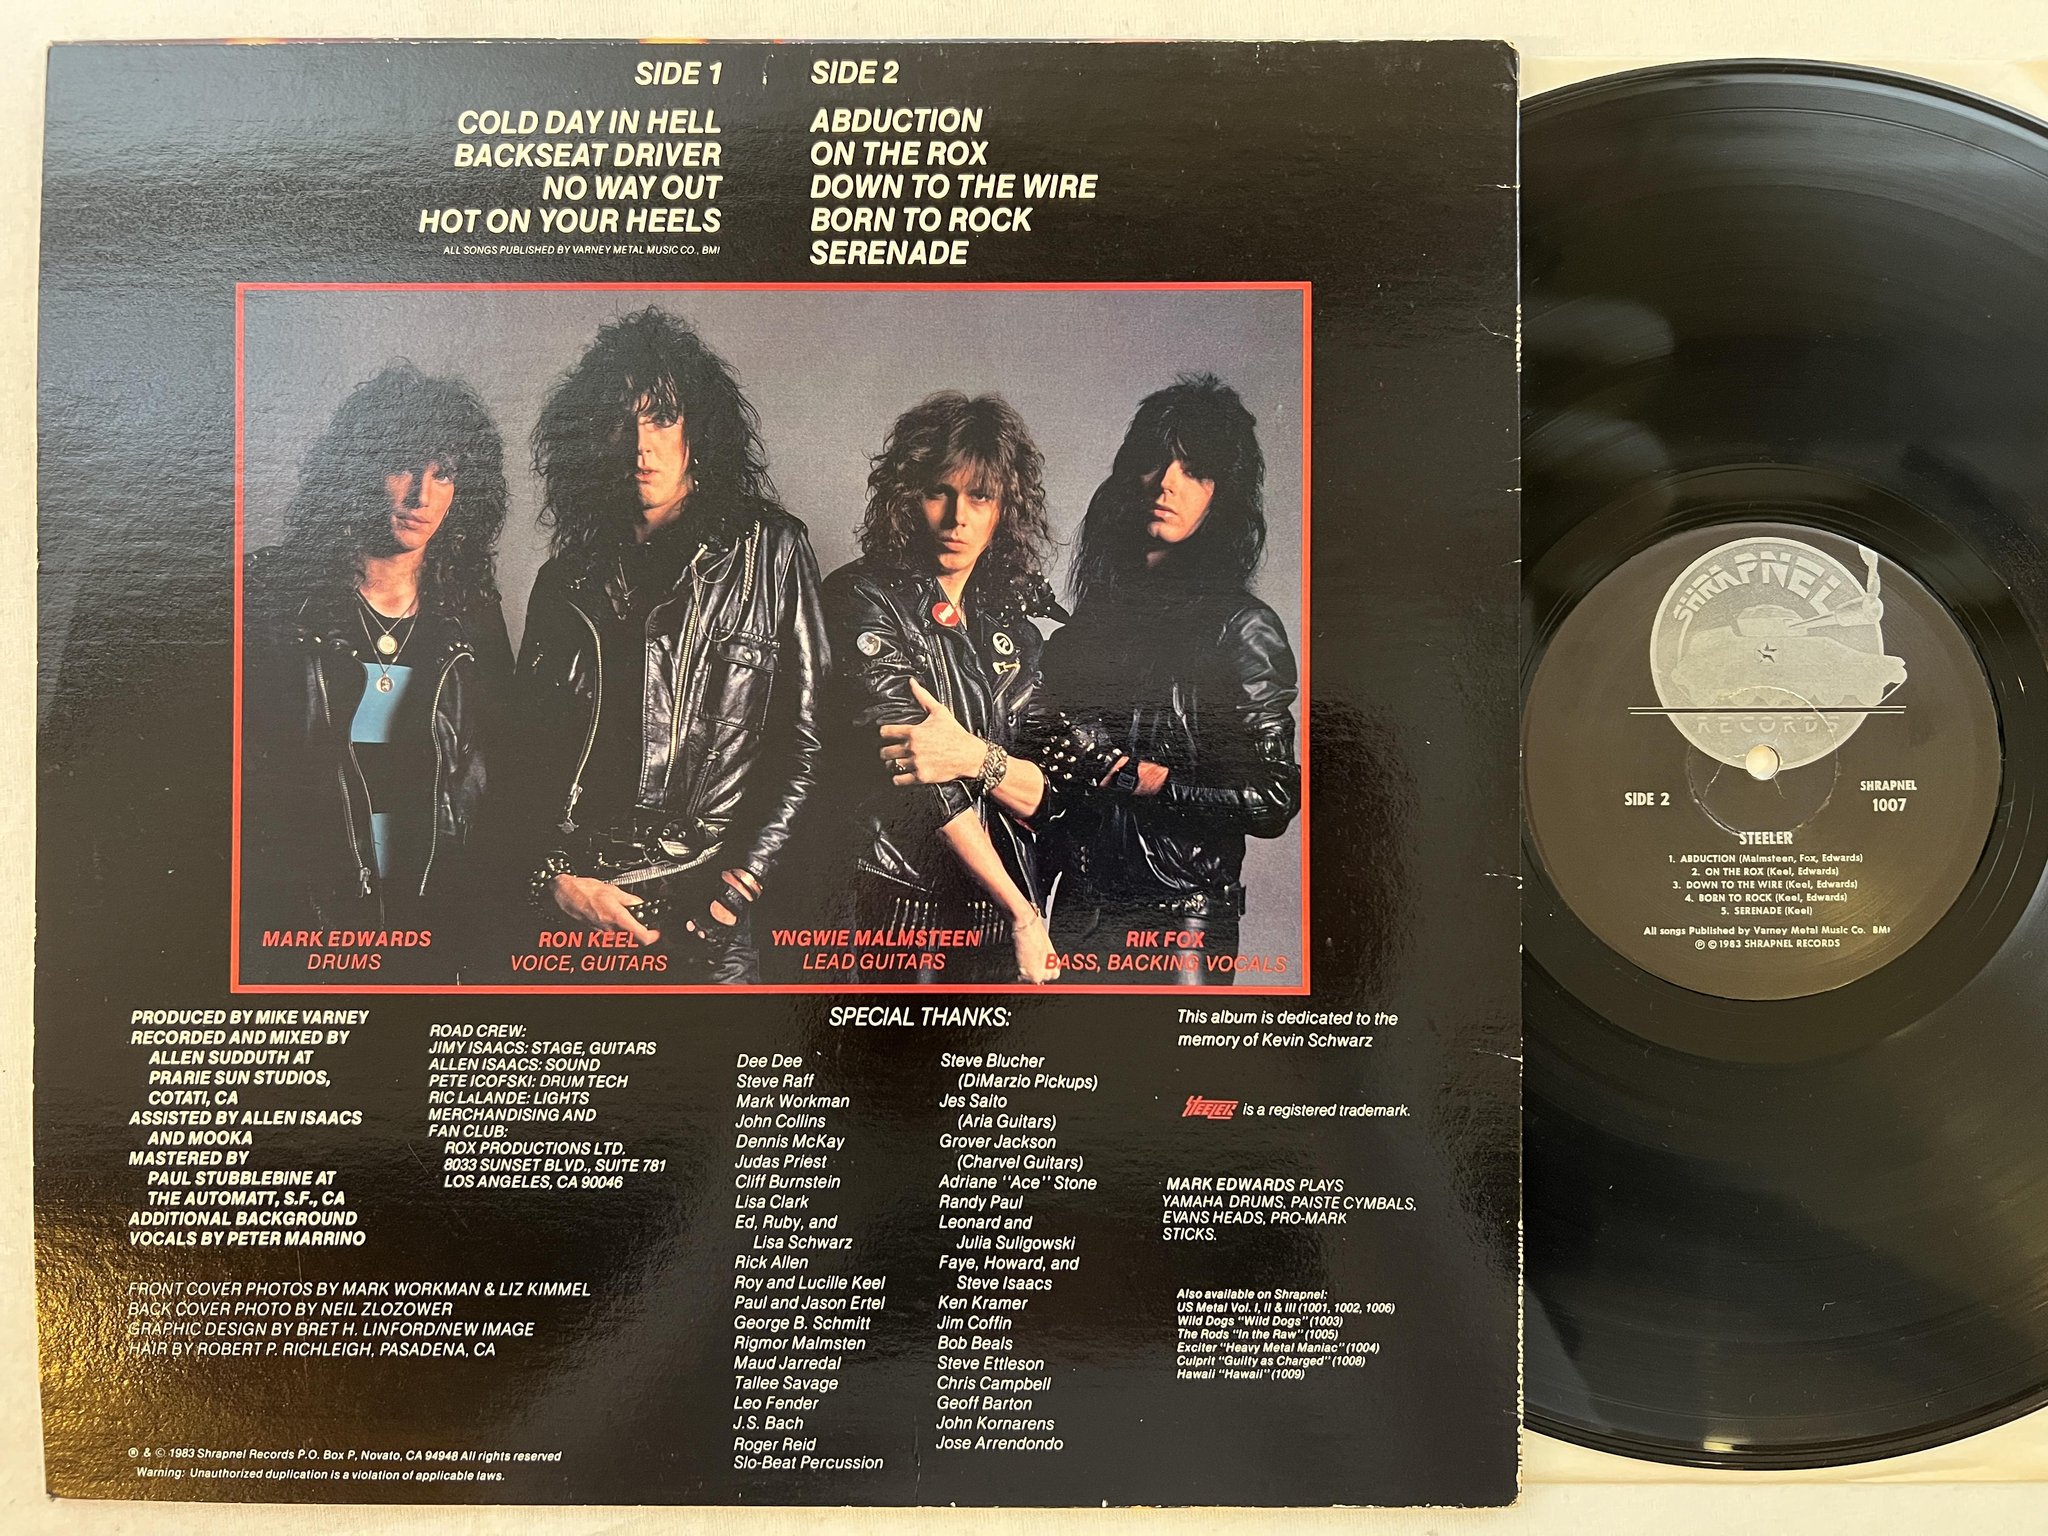 SIDE 1
COLD DAY IN HELL
BACKSEAT DRIVER
NO WAY OUT
HOT ON YOUR HEELS
ALL SONGS PUBLISHED BY VARNEY METAL MUSIC CO., BMI
SIDE 2
ABDUCTION
ON THE ROX
DOWN TO THE WIRE
BORN TO ROCK
SERENADE
MARK EDWARDS
DRUMS
RON KEEL
VOICE, GUITARS
YNGWIE MALMSTEEN
LEAD GUITARS
RIK FOX
BASS, BACKING VOCALS
PRODUCED BY MIKE VARNEY
RECORDED AND MIXED BY
ALLEN SUDDUTH AT
PRARIE SUN STUDIOS,
COTATI, CA
ASSISTED BY ALLEN ISAACS
AND MOOKA
MASTERED BY
PAUL STUBBLEBINE AT
THE AUTOMATT, S.F., CA
ADDITIONAL BACKGROUND
VOCALS BY PETER MARRINO
ROAD CREW:
JIMY ISAACS: STAGE, GUITARS
ALLEN ISAACS: SOUND
PETE ICOFSKI: DRUM TECH
RIC LaLANDE: LIGHTS
MERCHANDISING AND
FAN CLUB:
ROX PRODUCTIONS LTD.
8033 SUNSET BLVD., SUITE 781
LOS ANGELES, CA 90046
FRONT COVER PHOTOS BY MARK WORKMAN & LIZ KIMMEL
BACK COVER PHOTO BY NEIL ZLOZOWER
GRAPHIC DESIGN BY BRET H. LINFORD/NEW IMAGE
HAIR BY ROBERT P. RICHLEIGH, PASADENA, CA
℗ & © 1983 Shrapnel Records P.O. Box P, Novato, CA 94948 All rights reserved
Warning: Unauthorized duplication is a violation of applicable laws.
SPECIAL THANKS:
Dee Dee
Steve Raff
Mark Workman
John Collins
Dennis McKay
Judas Priest
Cliff Burnstein
Lisa Clark
Ed, Ruby, and
Lisa Schwarz
Rick Allen
Roy and Lucille Keel
Paul and Jason Ertel
George B. Schmitt
Rigmor Malmsten
Maud Jarredal
Tallee Savage
Leo Fender
J.S. Bach
Roger Reid
Slo-Beat Percussion
Steve Blucher
(DiMarzio Pickups)
Jes Saito
(Aria Guitars)
Grover Jackson
(Charvel Guitars)
Adriane "Ace" Stone
Randy Paul
Leonard and
Julia Suligowski
Faye, Howard, and
Steve Isaacs
Ken Kramer
Jim Coffin
Bob Beals
Steve Ettleson
Chris Campbell
Geoff Barton
John Kornarens
Jose Arrendondo
This album is dedicated to the
memory of Kevin Schwarz
STEELER is a registered trademark.
MARK EDWARDS PLAYS
YAMAHA DRUMS, PAISTE CYMBALS,
EVANS HEADS, PRO-MARK
STICKS.
Also available on Shrapnel:
US Metal Vol. I, II & III (1001, 1002, 1006)
Wild Dogs "Wild Dogs" (1003)
The Rods "In the Raw" (1005)
Exciter "Heavy Metal Maniac" (1004)
Culprit "Guilty as Charged" (1008)
Hawaii "Hawaii" (1009)
SHRAPNEL
RECORDS
SIDE 2
SHRAPNEL
1007
STEELER
1. ABDUCTION (Malmsteen, Fox, Edwards)
2. ON THE ROX (Keel, Edwards)
3. DOWN TO THE WIRE (Keel, Edwards)
4. BORN TO ROCK (Keel, Edwards)
5. SERENADE (Keel)
All songs Published by Varney Metal Music Co. BMI
℗ © 1983 SHRAPNEL RECORDS